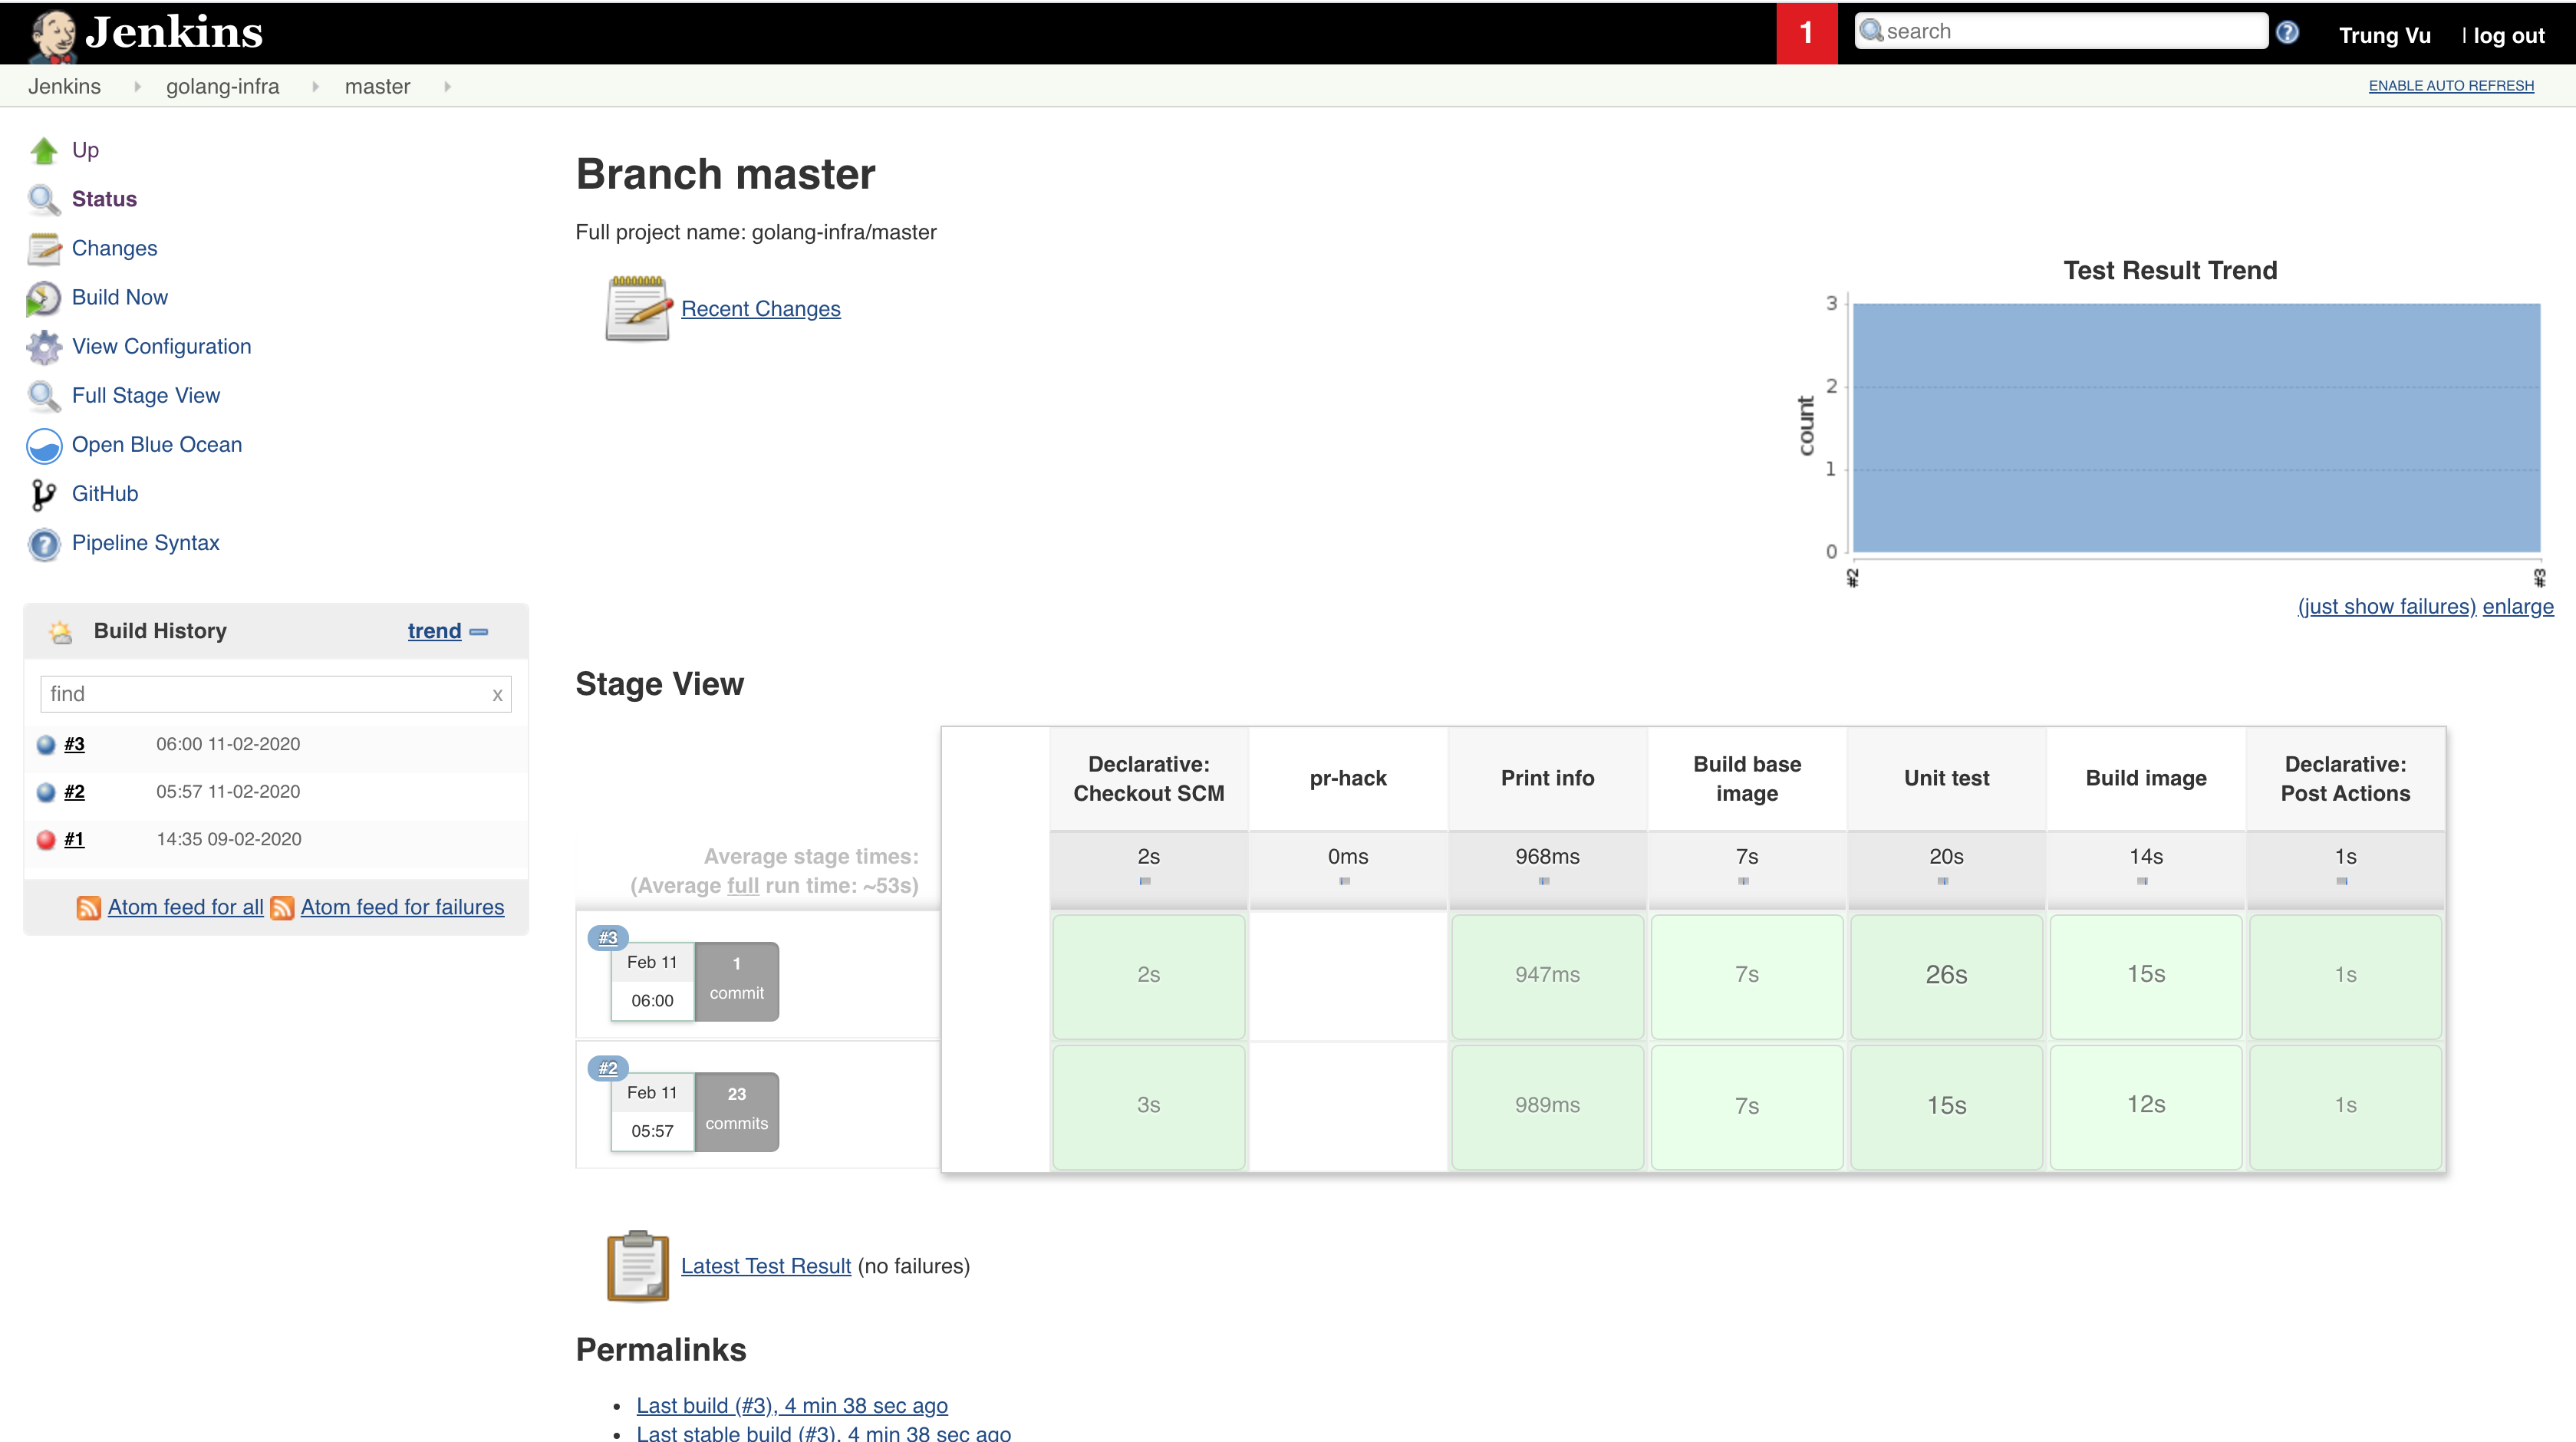 Jenkins
1
search
Trung Vu
| log out
Jenkins
golang-infra
master
ENABLE AUTO REFRESH
Up
Status
Changes
Build Now
View Configuration
Full Stage View
Open Blue Ocean
GitHub
Pipeline Syntax
Build History
trend
find
x
#3 06:00 11-02-2020
#2 05:57 11-02-2020
#1 14:35 09-02-2020
Atom feed for all
Atom feed for failures
Branch master
Full project name: golang-infra/master
Recent Changes
Test Result Trend
3
2
1
0
count
#2
#3
(just show failures) enlarge
Stage View
Declarative:
Checkout SCM
pr-hack
Print info
Build base
image
Unit test
Build image
Declarative:
Post Actions
Average stage times:
(Average full run time: ~53s)
2s
0ms
968ms
7s
20s
14s
1s
#3
Feb 11
06:00
1
commit
2s
947ms
7s
26s
15s
1s
#2
Feb 11
05:57
23
commits
3s
989ms
7s
15s
12s
1s
Latest Test Result (no failures)
Permalinks
Last build (#3), 4 min 38 sec ago
Last stable build (#3), 4 min 38 sec ago